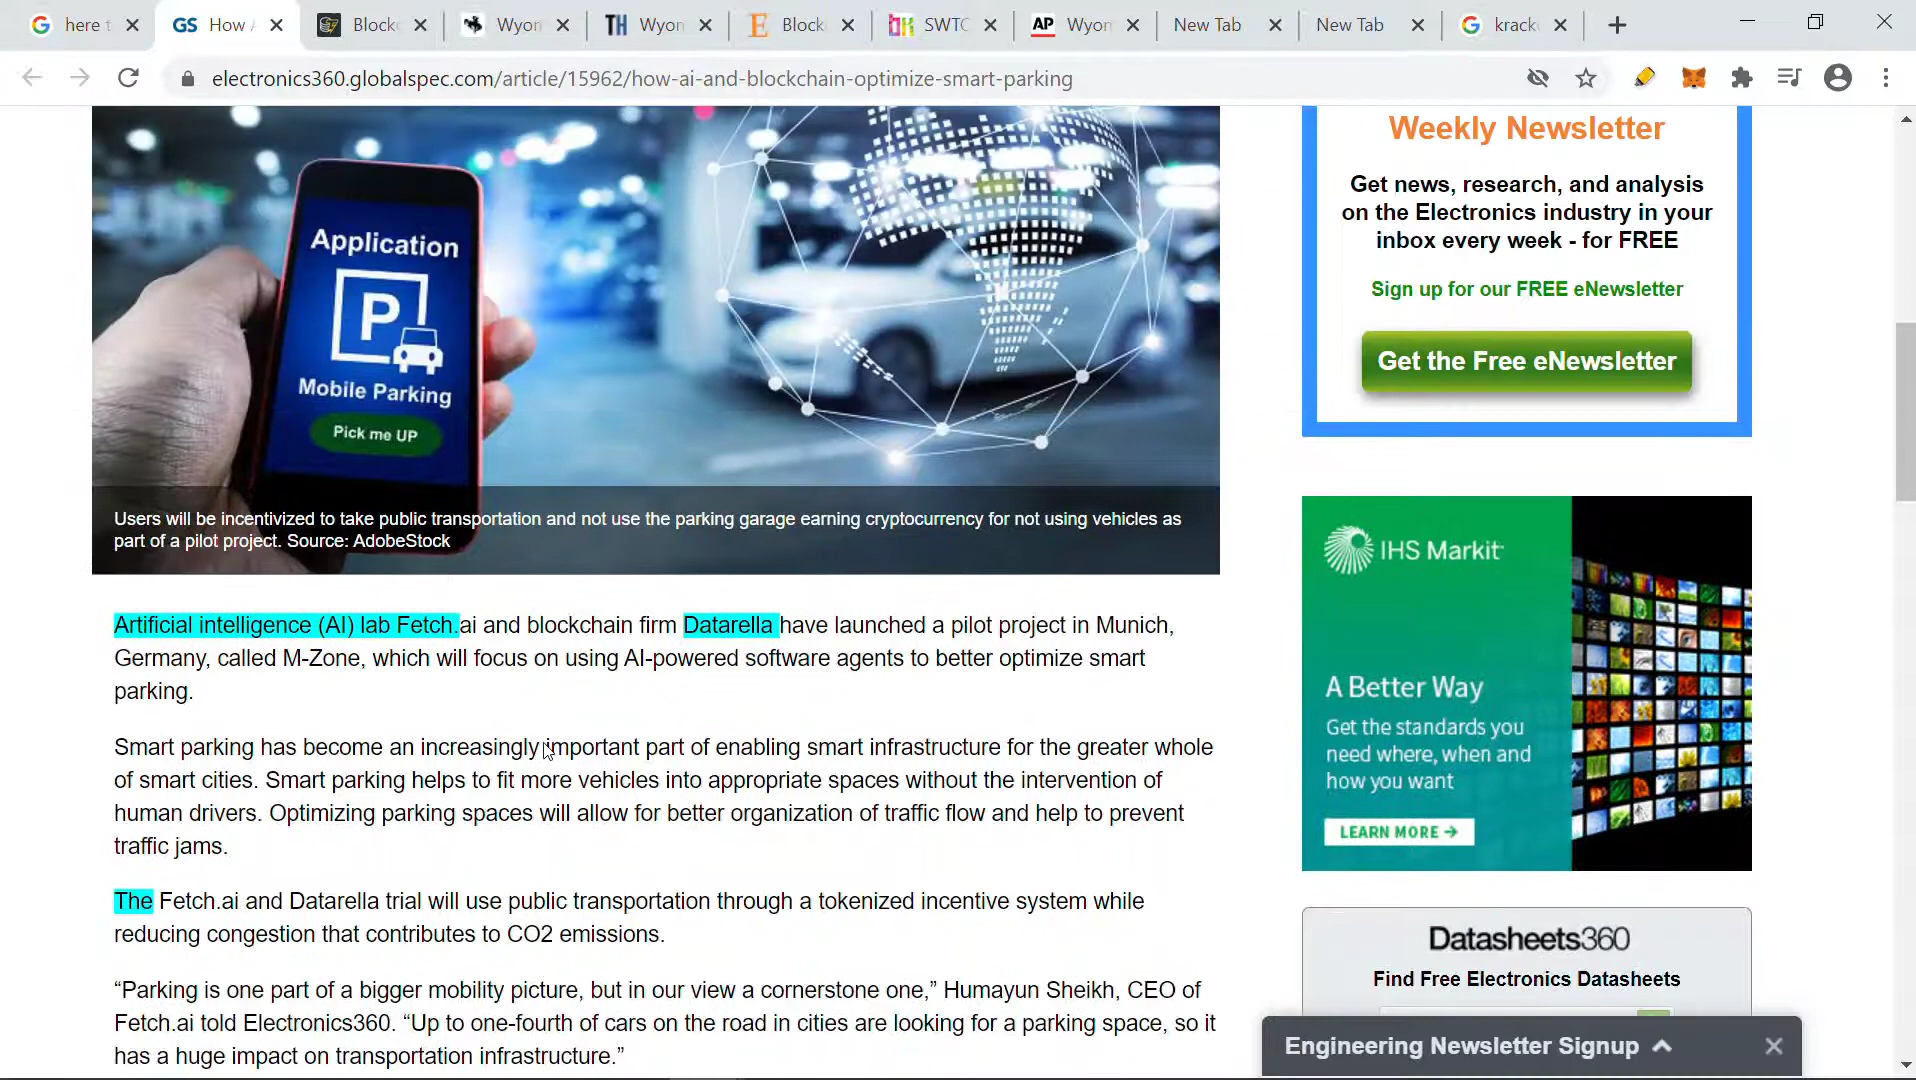 here t
GS How A
Block
Wyon
TH Wyon
E Block
SWTC
AP Wyon
New Tab
New Tab
krack
electronics360.globalspec.com/article/15962/how-ai-and-blockchain-optimize-smart-parking
Application
P
Mobile Parking
Pick me UP
Users will be incentivized to take public transportation and not use the parking garage earning cryptocurrency for not using vehicles as
part of a pilot project. Source: AdobeStock
Artificial intelligence (AI) lab Fetch.ai and blockchain firm Datarella have launched a pilot project in Munich,
Germany, called M-Zone, which will focus on using AI-powered software agents to better optimize smart
parking.
Smart parking has become an increasingly important part of enabling smart infrastructure for the greater whole
of smart cities. Smart parking helps to fit more vehicles into appropriate spaces without the intervention of
human drivers. Optimizing parking spaces will allow for better organization of traffic flow and help to prevent
traffic jams.
The Fetch.ai and Datarella trial will use public transportation through a tokenized incentive system while
reducing congestion that contributes to CO2 emissions.
“Parking is one part of a bigger mobility picture, but in our view a cornerstone one,” Humayun Sheikh, CEO of
Fetch.ai told Electronics360. “Up to one-fourth of cars on the road in cities are looking for a parking space, so it
has a huge impact on transportation infrastructure.”
Weekly Newsletter
Get news, research, and analysis
on the Electronics industry in your
inbox every week - for FREE
Sign up for our FREE eNewsletter
Get the Free eNewsletter
IHS Markit
A Better Way
Get the standards you
need where, when and
how you want
LEARN MORE
Datasheets360
Find Free Electronics Datasheets
Engineering Newsletter Signup